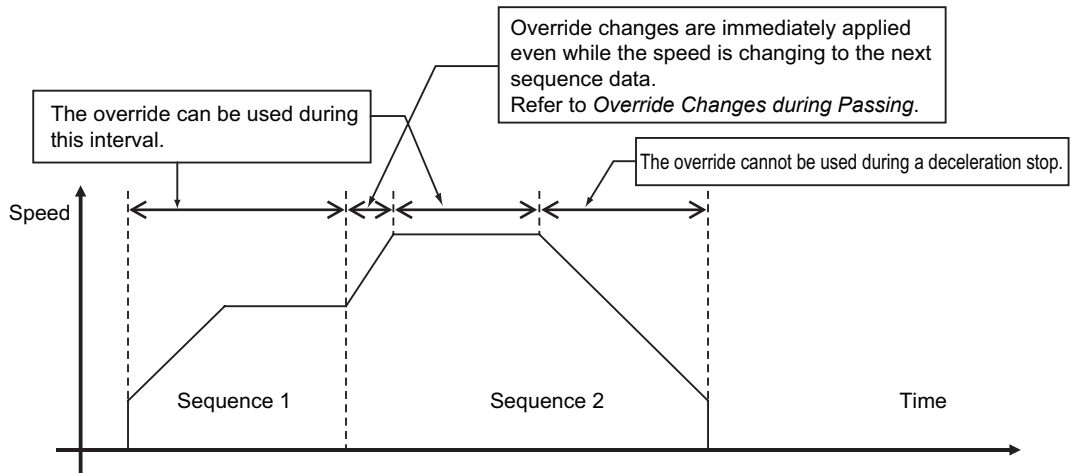 Override changes are immediately applied
even while the speed is changing to the next
sequence data.
Refer to Override Changes during Passing.
The override can be used during
this interval.
The override cannot be used during a deceleration stop.
Speed
Sequence 1
Sequence 2
Time